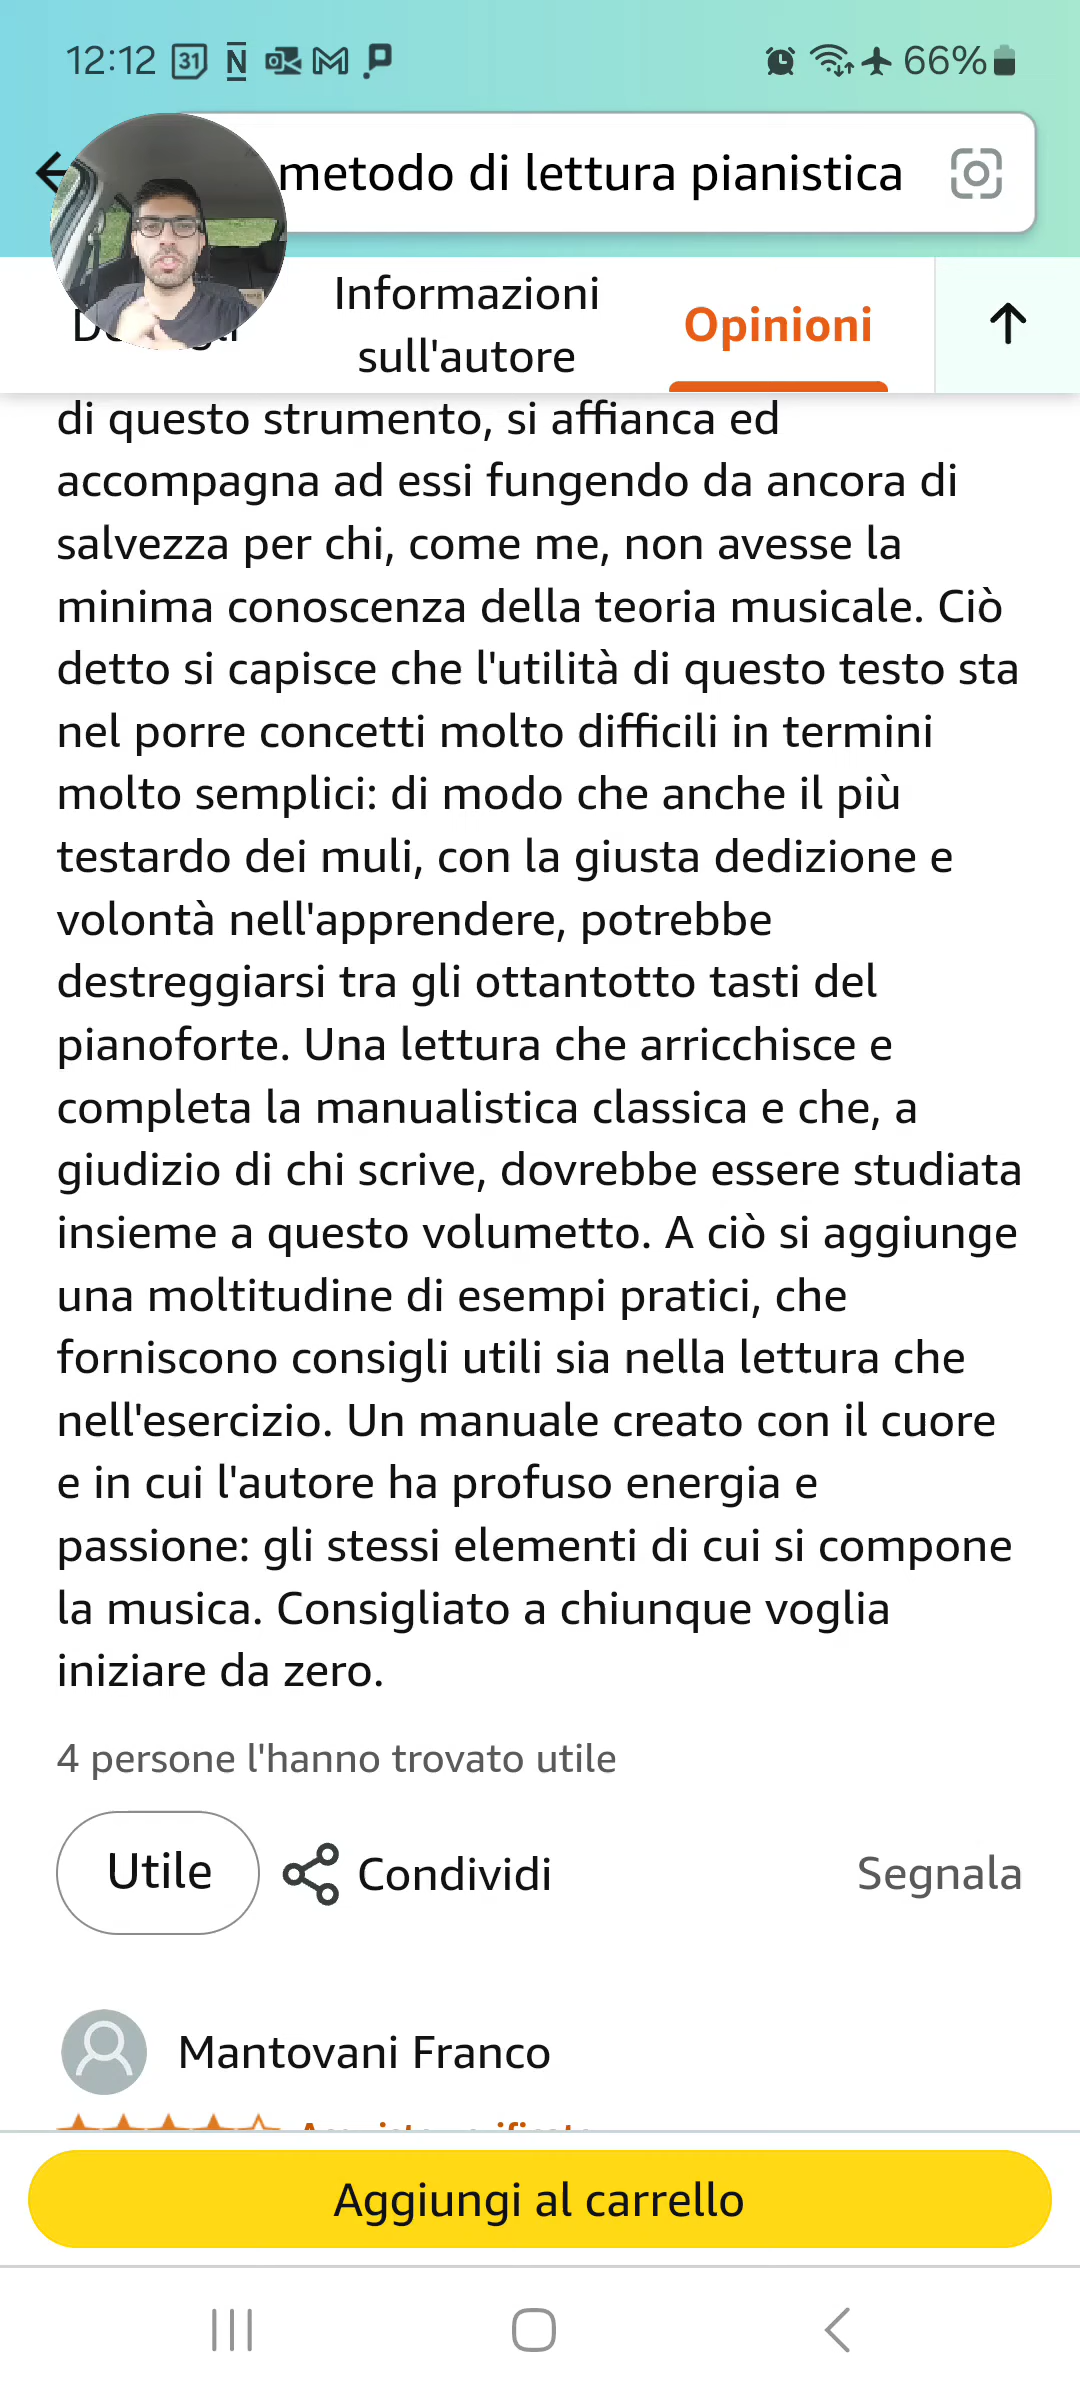 12:12 31 N 66%
metodo di lettura pianistica
Informazioni
sull'autore
Opinioni
di questo strumento, si affianca ed
accompagna ad essi fungendo da ancora di
salvezza per chi, come me, non avesse la
minima conoscenza della teoria musicale. Ciò
detto si capisce che l'utilità di questo testo sta
nel porre concetti molto difficili in termini
molto semplici: di modo che anche il più
testardo dei muli, con la giusta dedizione e
volontà nell'apprendere, potrebbe
destreggiarsi tra gli ottantotto tasti del
pianoforte. Una lettura che arricchisce e
completa la manualistica classica e che, a
giudizio di chi scrive, dovrebbe essere studiata
insieme a questo volumetto. A ciò si aggiunge
una moltitudine di esempi pratici, che
forniscono consigli utili sia nella lettura che
nell'esercizio. Un manuale creato con il cuore
e in cui l'autore ha profuso energia e
passione: gli stessi elementi di cui si compone
la musica. Consigliato a chiunque voglia
iniziare da zero.
4 persone l'hanno trovato utile
Utile
Condividi
Segnala
Mantovani Franco
Aggiungi al carrello